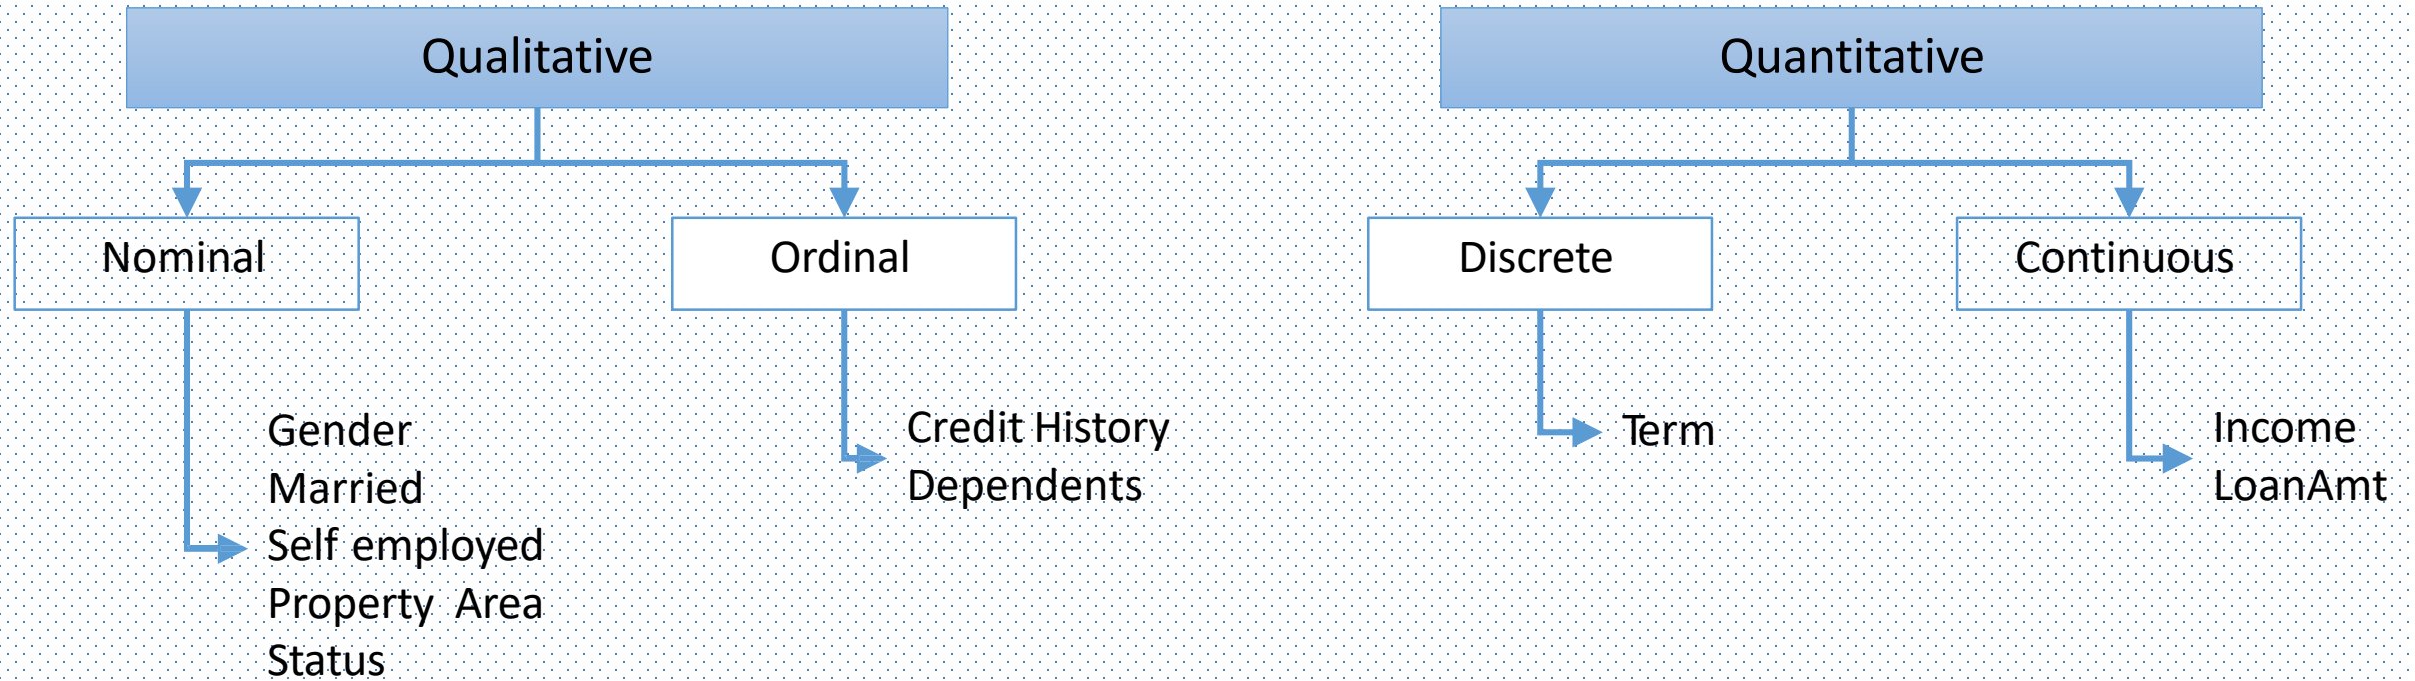 Qualitative
Quantitative
Nominal
Ordinal
Discrete
Continuous
Gender
Married
Self employed
Property Area
Status
Credit History
Dependents
Term
Income
LoanAmt